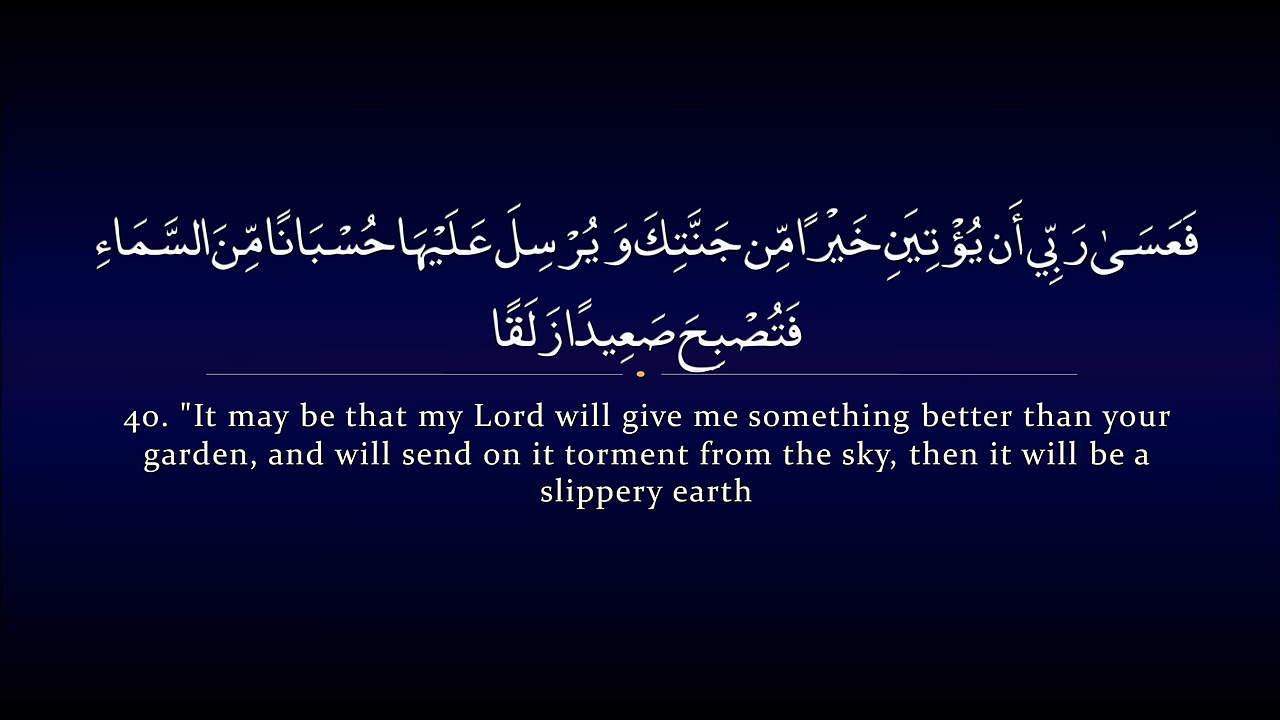 فَعَسَىٰ رَبِّي أَن يُؤْتِيَنِ خَيْرًا مِّن جَنَّتِكَ وَيُرْسِلَ عَلَيْهَا حُسْبَانًا مِّنَ السَّمَاءِ
فَتُصْبِحَ صَعِيدًا زَلَقًا
40. "It may be that my Lord will give me something better than your
garden, and will send on it torment from the sky, then it will be a
slippery earth